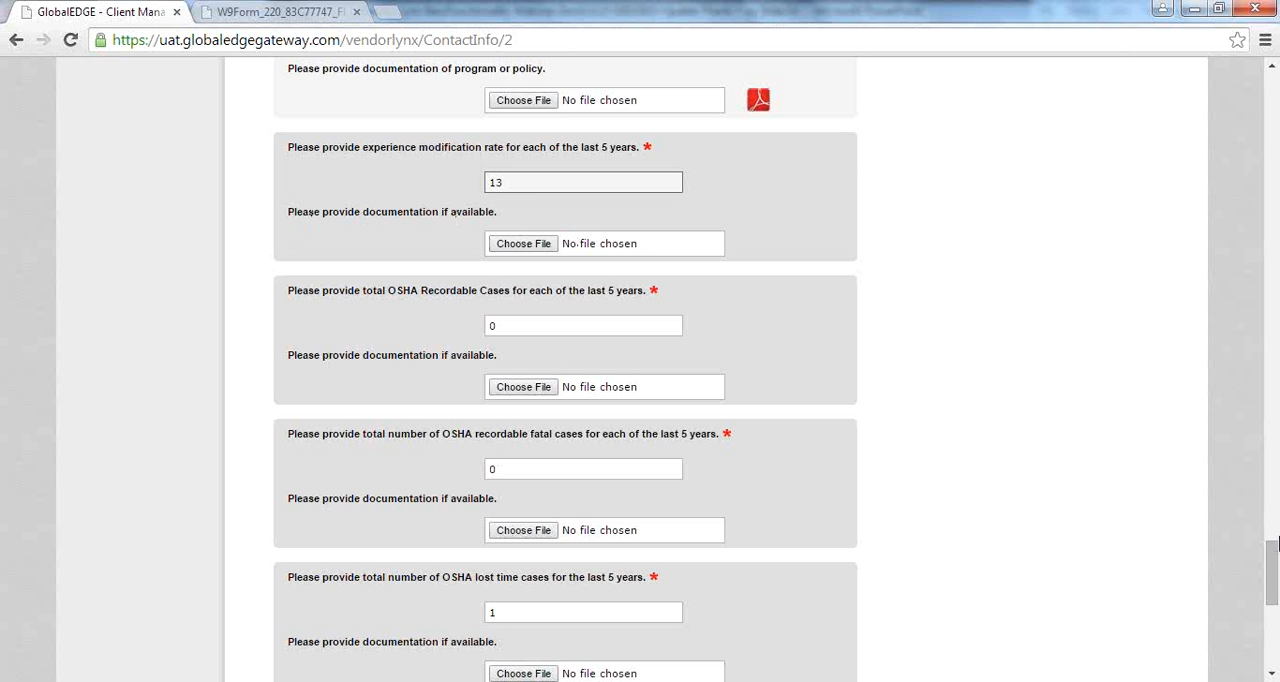 GlobalEDGE - Client Mana
W9Form_220_83C77747_F
https://uat.globaledgegateway.com/vendorlynx/ContactInfo/2
Please provide documentation of program or policy.
Choose File No file chosen
Please provide experience modification rate for each of the last 5 years. *
13
Please provide documentation if available.
Choose File No file chosen
Please provide total OSHA Recordable Cases for each of the last 5 years. *
0
Please provide documentation if available.
Choose File No file chosen
Please provide total number of OSHA recordable fatal cases for each of the last 5 years. *
0
Please provide documentation if available.
Choose File No file chosen
Please provide total number of OSHA lost time cases for the last 5 years. *
1
Please provide documentation if available.
Choose File No file chosen